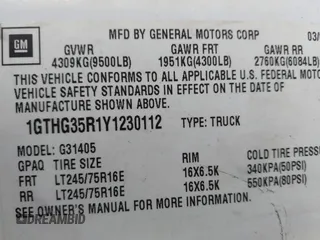 GM
MFD BY GENERAL MOTORS CORP 03/
GVWR GAWR FRT GAWR RR
4309KG(9500LB) 1951KG(4300LB) 2760KG(6084LB)
THIS VEHICLE CONFORMS TO ALL APPLICABLE U.S. FEDERAL MOTOR
VEHICLE SAFETY STANDARDS IN EFFECT ON THE DATE OF
MANUFACTURE SHOWN ABOVE.
1GTHG35R1Y1230112 TYPE: TRUCK
MODEL: G31405
GPAQ TIRE SIZE RIM COLD TIRE PRESS
FRT LT245/75R16E 16X6.5K 340KPA(50PSI)
RR LT245/75R16E 16X6.5K 550KPA(80PSI)
SEE OWNER'S MANUAL FOR MORE INFORMATION.
DREAMBID